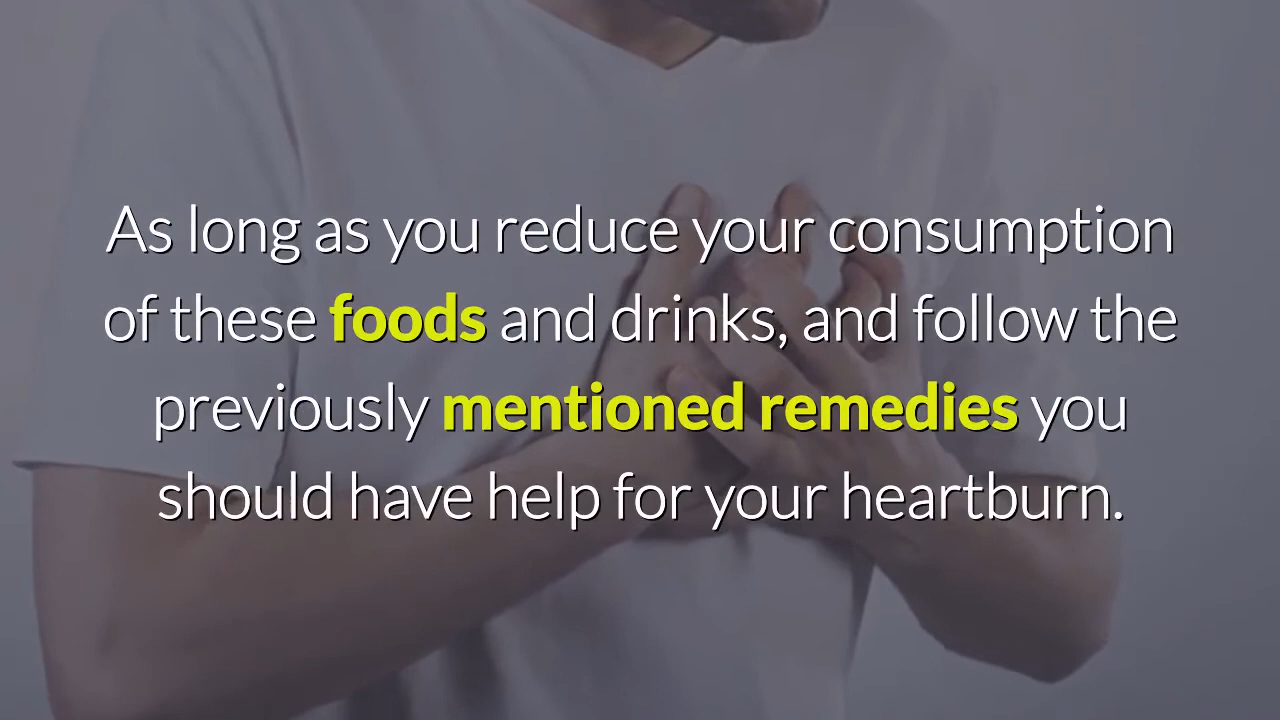 As long as you reduce your consumption
of these foods and drinks, and follow the
previously mentioned remedies you
should have help for your heartburn.